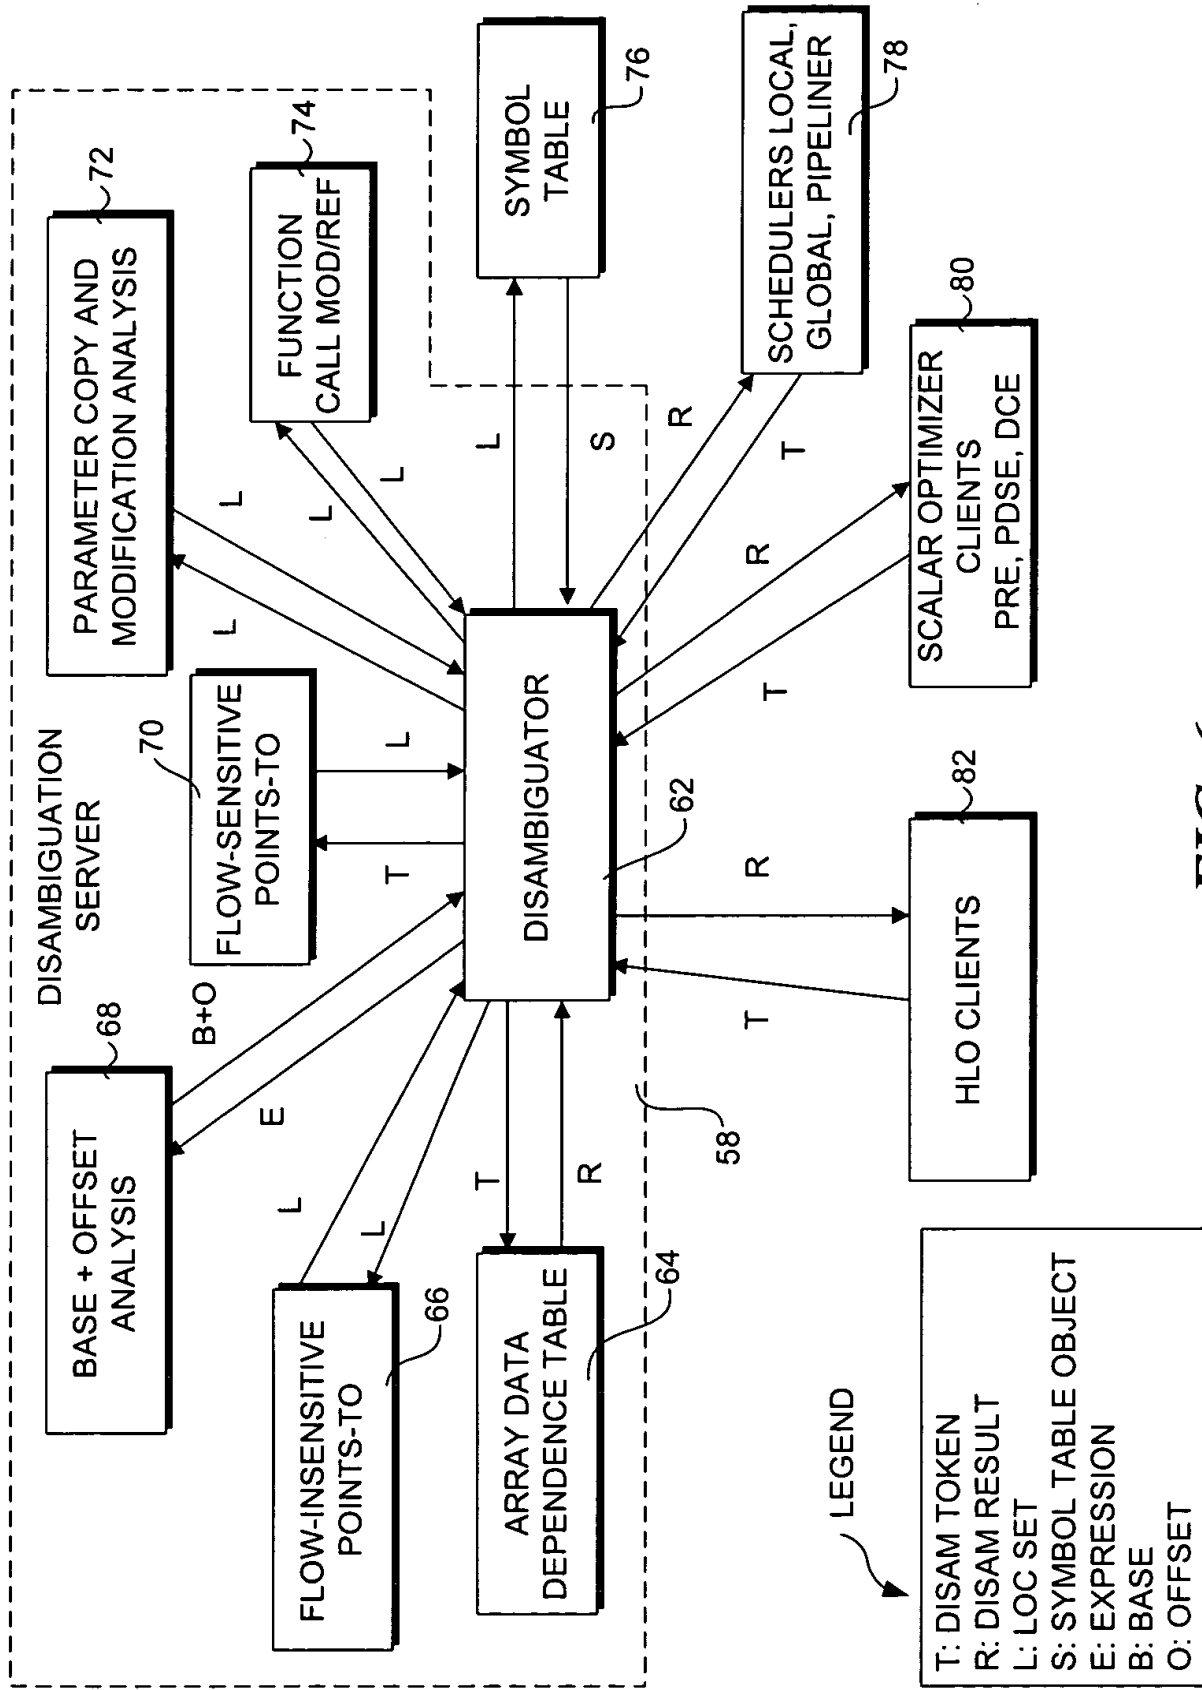 DISAMBIGUATION
SERVER
BASE + OFFSET
ANALYSIS
68
PARAMETER COPY AND
MODIFICATION ANALYSIS
72
FLOW-SENSITIVE
POINTS-TO
70
FUNCTION
CALL MOD/REF
74
FLOW-INSENSITIVE
POINTS-TO
66
B+O
E
L
L
T
L
L
L
L
L
ARRAY DATA
DEPENDENCE TABLE
64
T
R
DISAMBIGUATOR
62
L
S
SYMBOL
TABLE
76
58
T
R
T
R
R
T
SCHEDULERS LOCAL,
GLOBAL, PIPELINER
78
HLO CLIENTS
82
SCALAR OPTIMIZER
CLIENTS
PRE, PDSE, DCE
80
LEGEND
T: DISAM TOKEN
R: DISAM RESULT
L: LOC SET
S: SYMBOL TABLE OBJECT
E: EXPRESSION
B: BASE
O: OFFSET